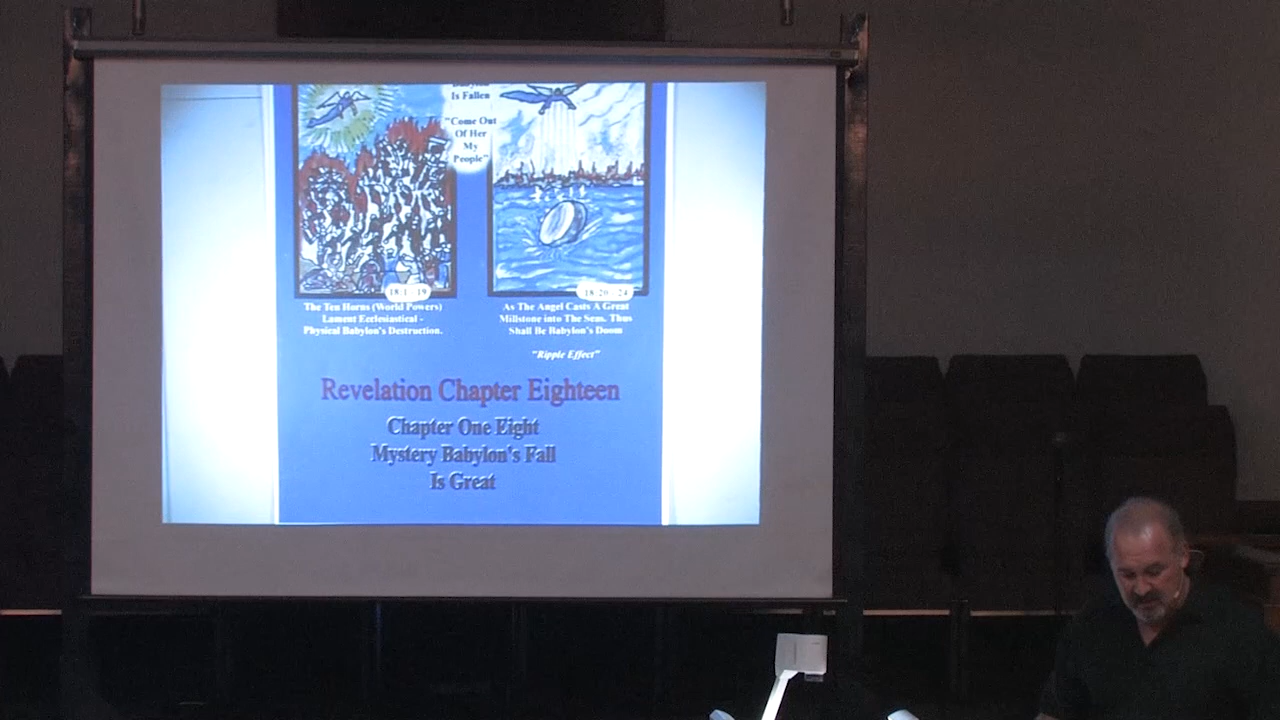 Babylon
Is Fallen
"Come Out
Of Her
My
People"
18:1 - 19
18:20 - 24
The Ten Horns (World Powers)
Lament Ecclesiastical -
Physical Babylon's Destruction.
As The Angel Casts A Great
Millstone into The Seas. Thus
Shall Be Babylon's Doom
"Ripple Effect"
Revelation Chapter Eighteen
Chapter One Eight
Mystery Babylon's Fall
Is Great